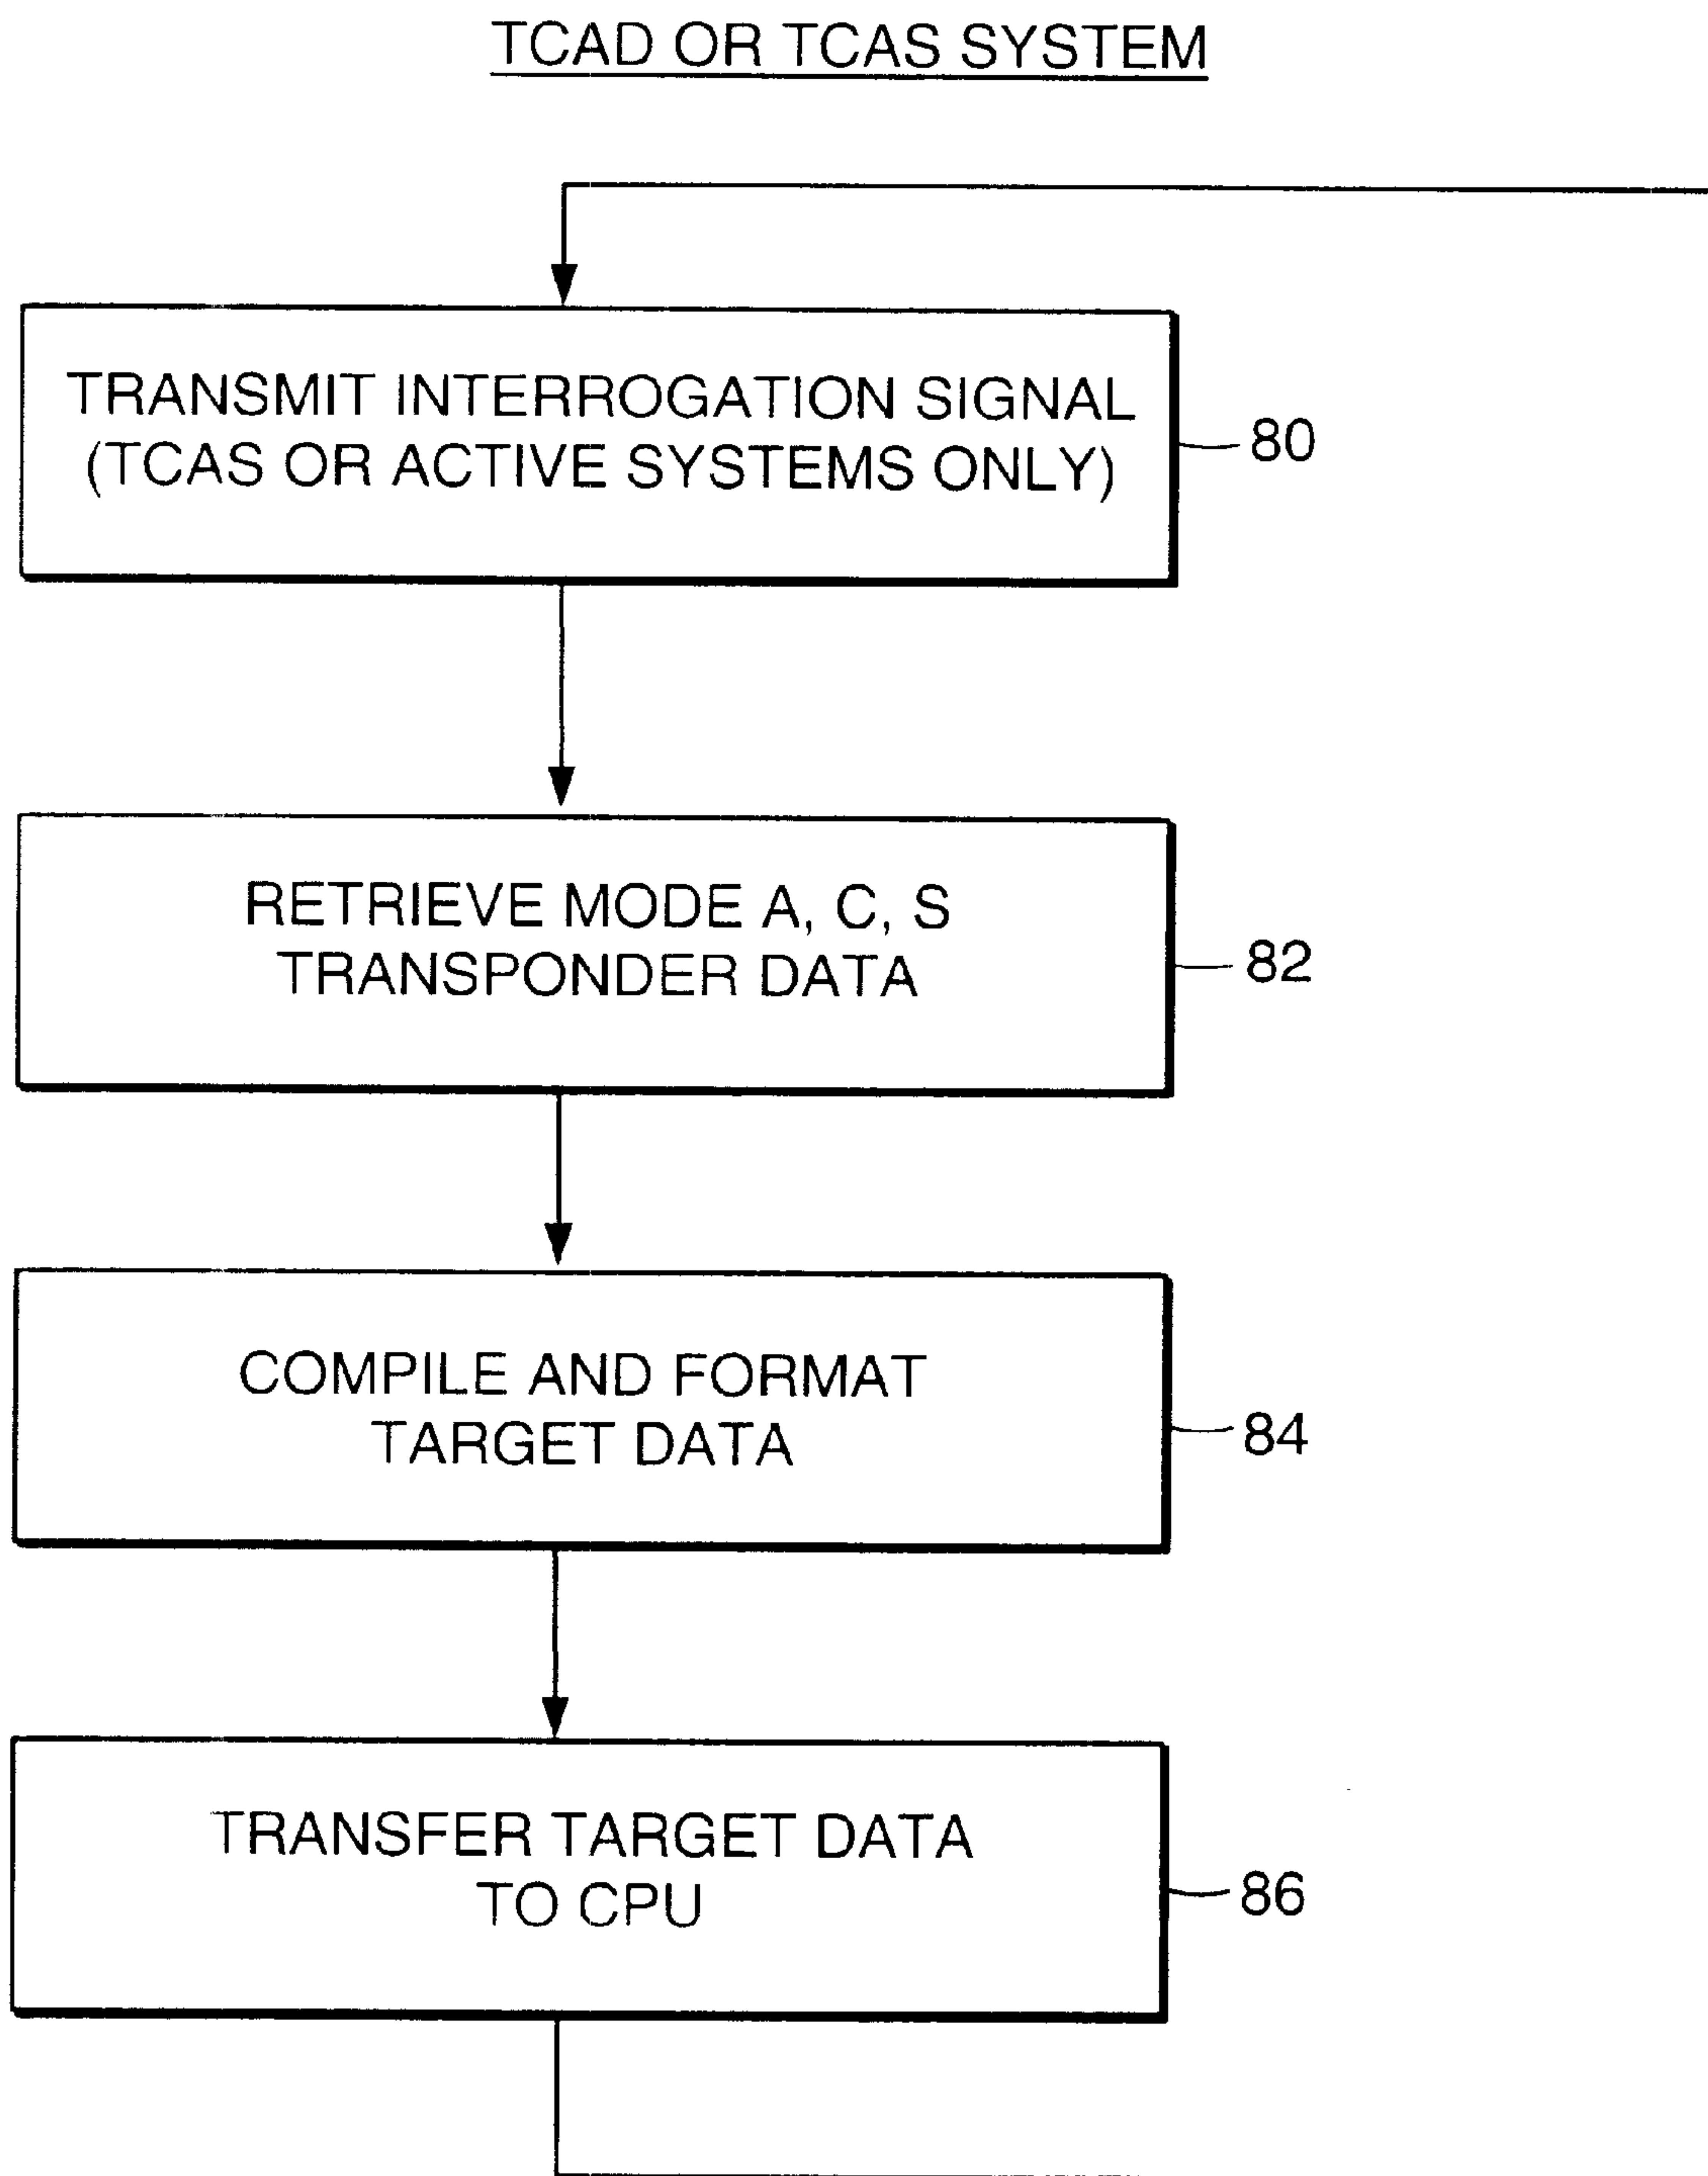 TCAD OR TCAS SYSTEM
TRANSMIT INTERROGATION SIGNAL
(TCAS OR ACTIVE SYSTEMS ONLY)
80
RETRIEVE MODE A, C, S
TRANSPONDER DATA
82
COMPILE AND FORMAT
TARGET DATA
84
TRANSFER TARGET DATA
TO CPU
86